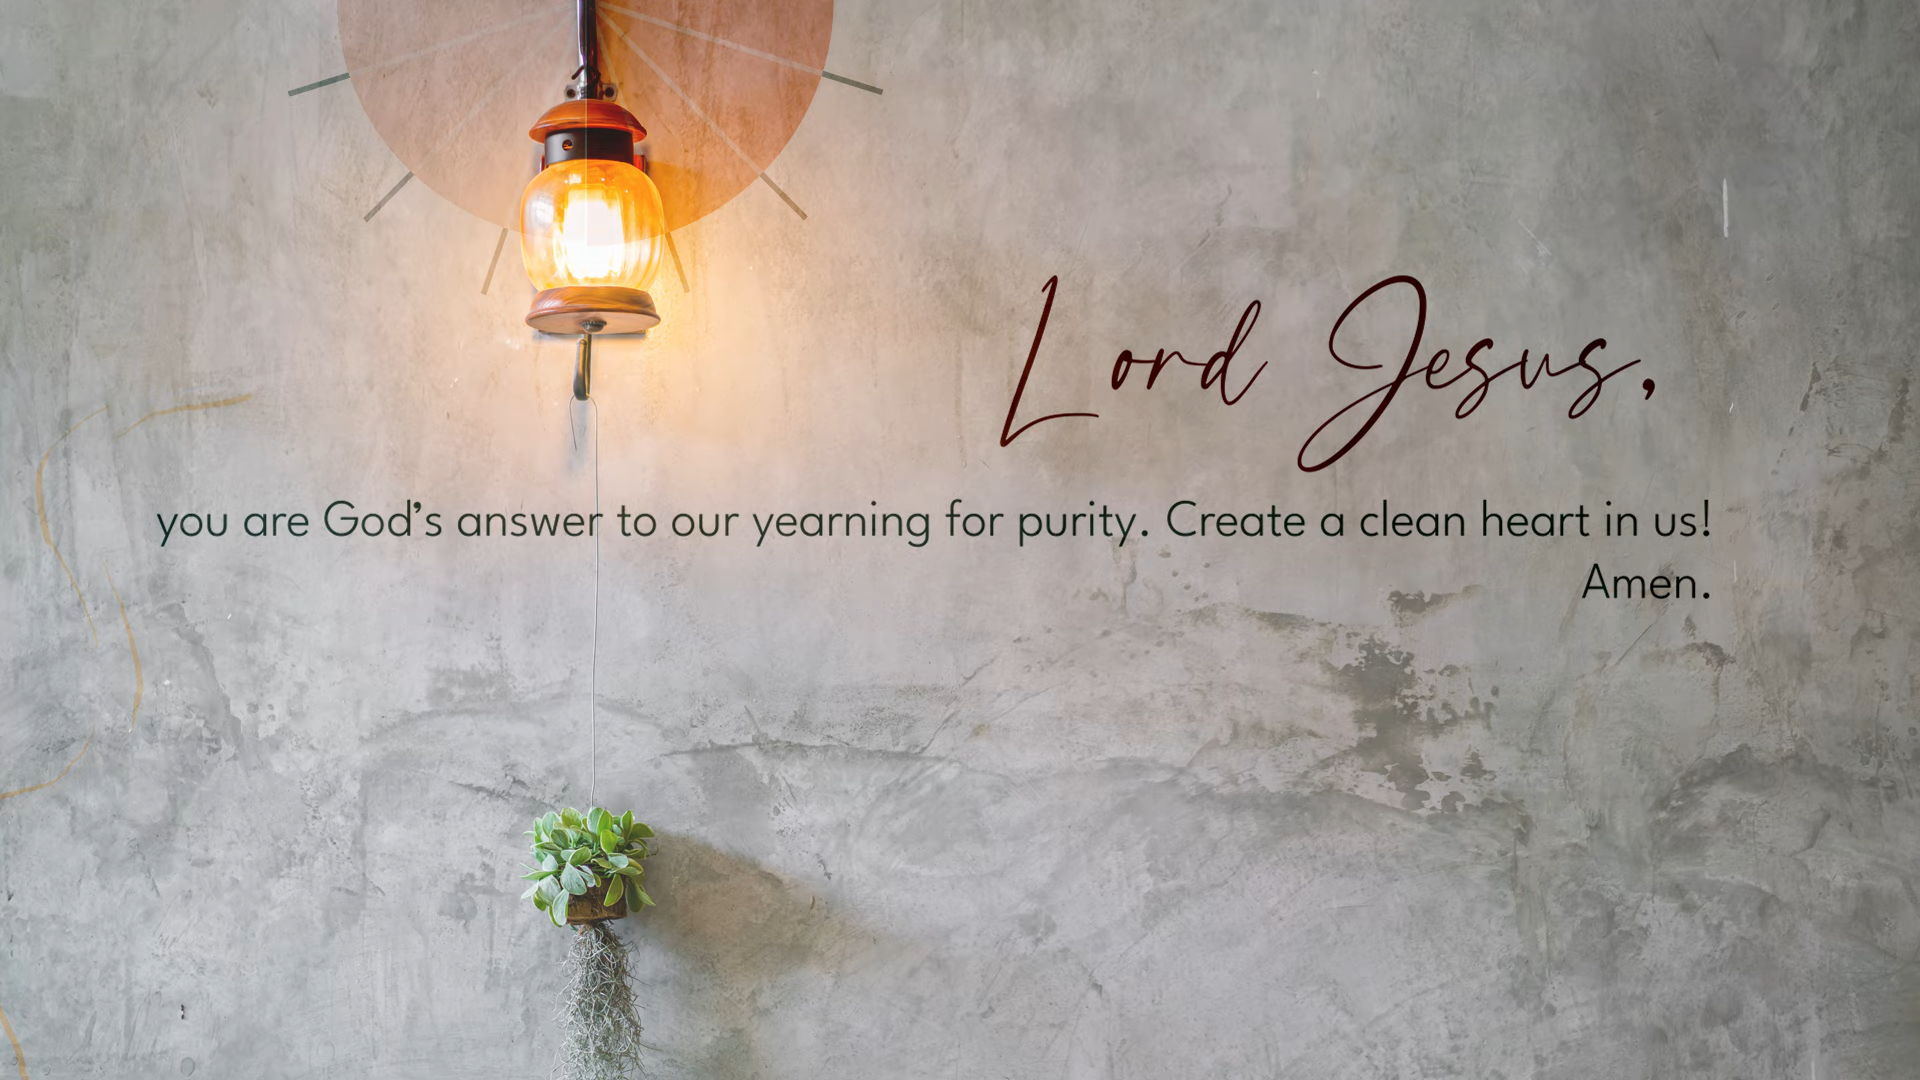 Lord Jesus,
you are God’s answer to our yearning for purity. Create a clean heart in us!
Amen.